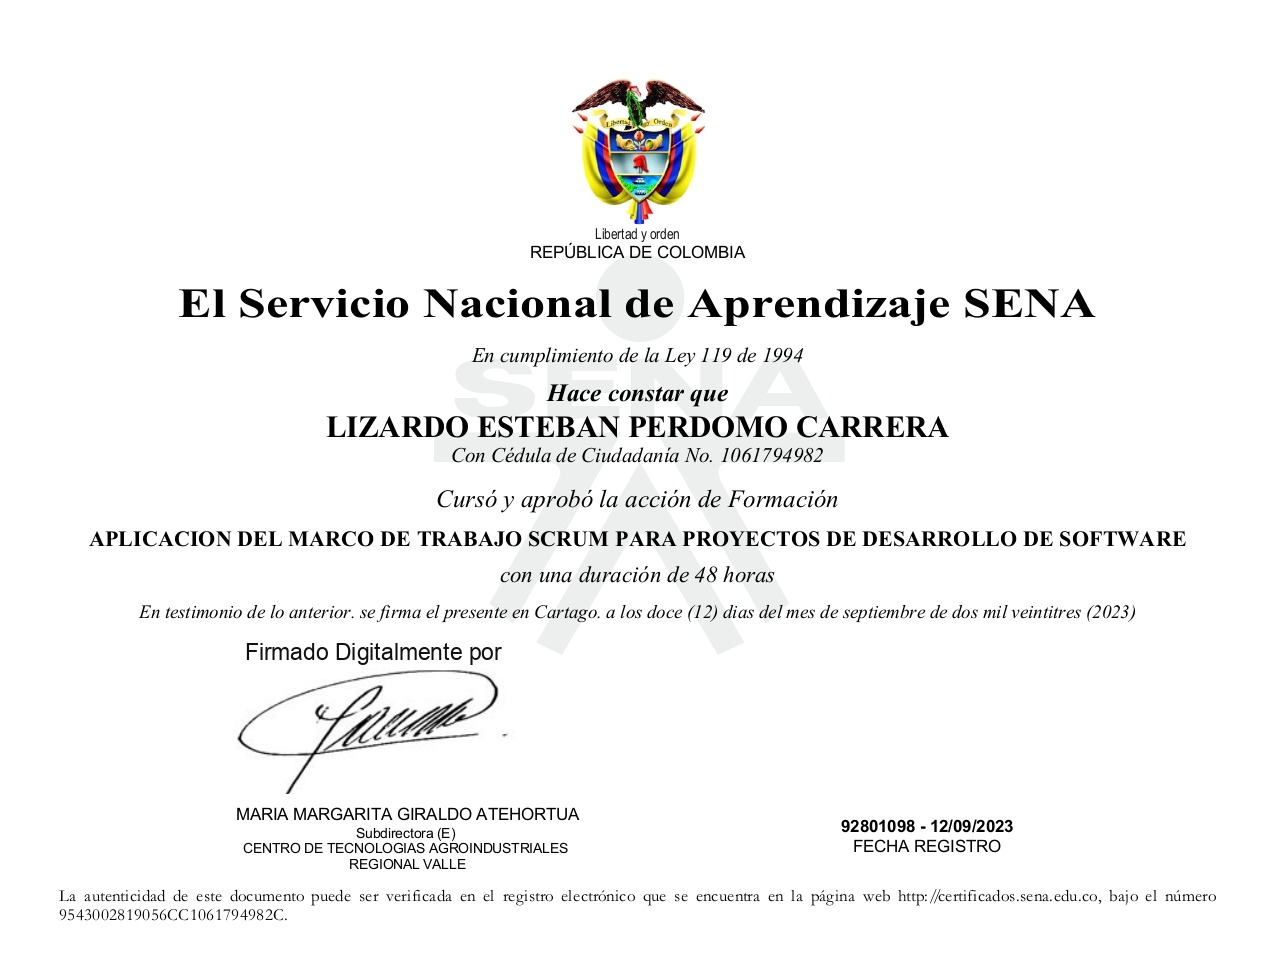 Libertad y Orden
Libertad y orden
REPÚBLICA DE COLOMBIA
El Servicio Nacional de Aprendizaje SENA
En cumplimiento de la Ley 119 de 1994
SENA
Hace constar que
LIZARDO ESTEBAN PERDOMO CARRERA
Con Cédula de Ciudadanía No. 1061794982
Cursó y aprobó la acción de Formación
APLICACION DEL MARCO DE TRABAJO SCRUM PARA PROYECTOS DE DESARROLLO DE SOFTWARE
con una duración de 48 horas
En testimonio de lo anterior. se firma el presente en Cartago. a los doce (12) dias del mes de septiembre de dos mil veintitres (2023)
Firmado Digitalmente por
MARIA MARGARITA GIRALDO ATEHORTUA
Subdirectora (E)
CENTRO DE TECNOLOGIAS AGROINDUSTRIALES
REGIONAL VALLE
92801098 - 12/09/2023
FECHA REGISTRO
La autenticidad de este documento puede ser verificada en el registro electrónico que se encuentra en la página web http://certificados.sena.edu.co, bajo el número
9543002819056CC1061794982C.